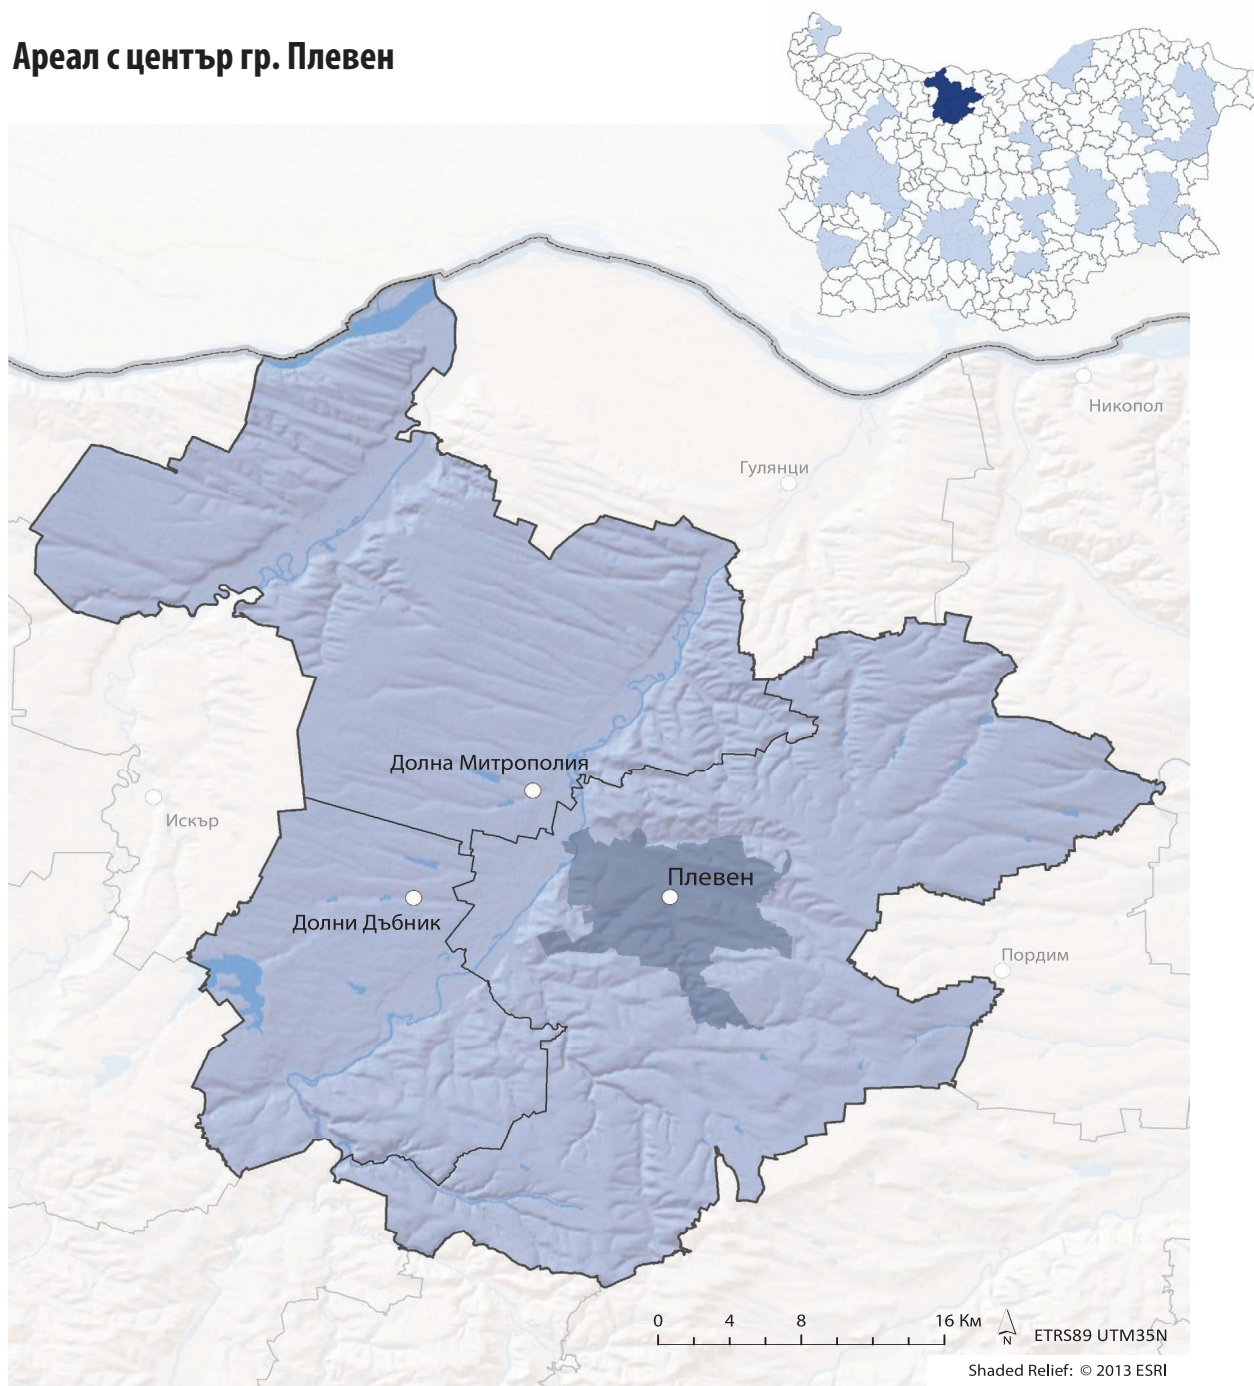 Ареал с център гр. Плевен
Никопол
Гулянци
Долна Митрополия
Искър
Плевен
Долни Дъбник
Пордим
0 4 8 16 Км
N
ETRS89 UTM35N
Shaded Relief: © 2013 ESRI